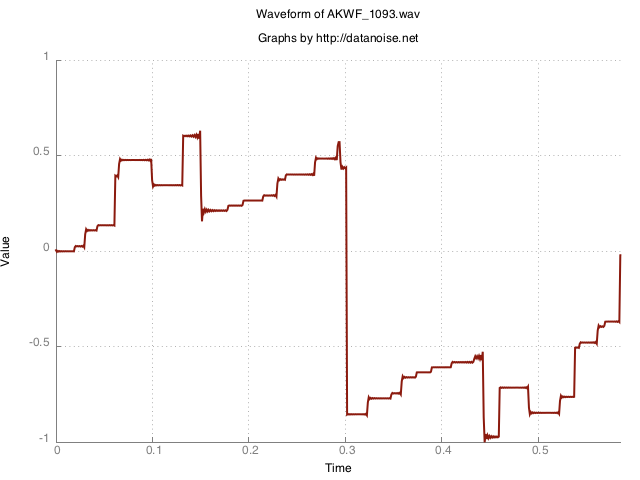 Waveform of AKWF_1093.wav
Graphs by http://datanoise.net
1
0.5
0
-0.5
-1
Value
0 0.1 0.2 0.3 0.4 0.5
Time